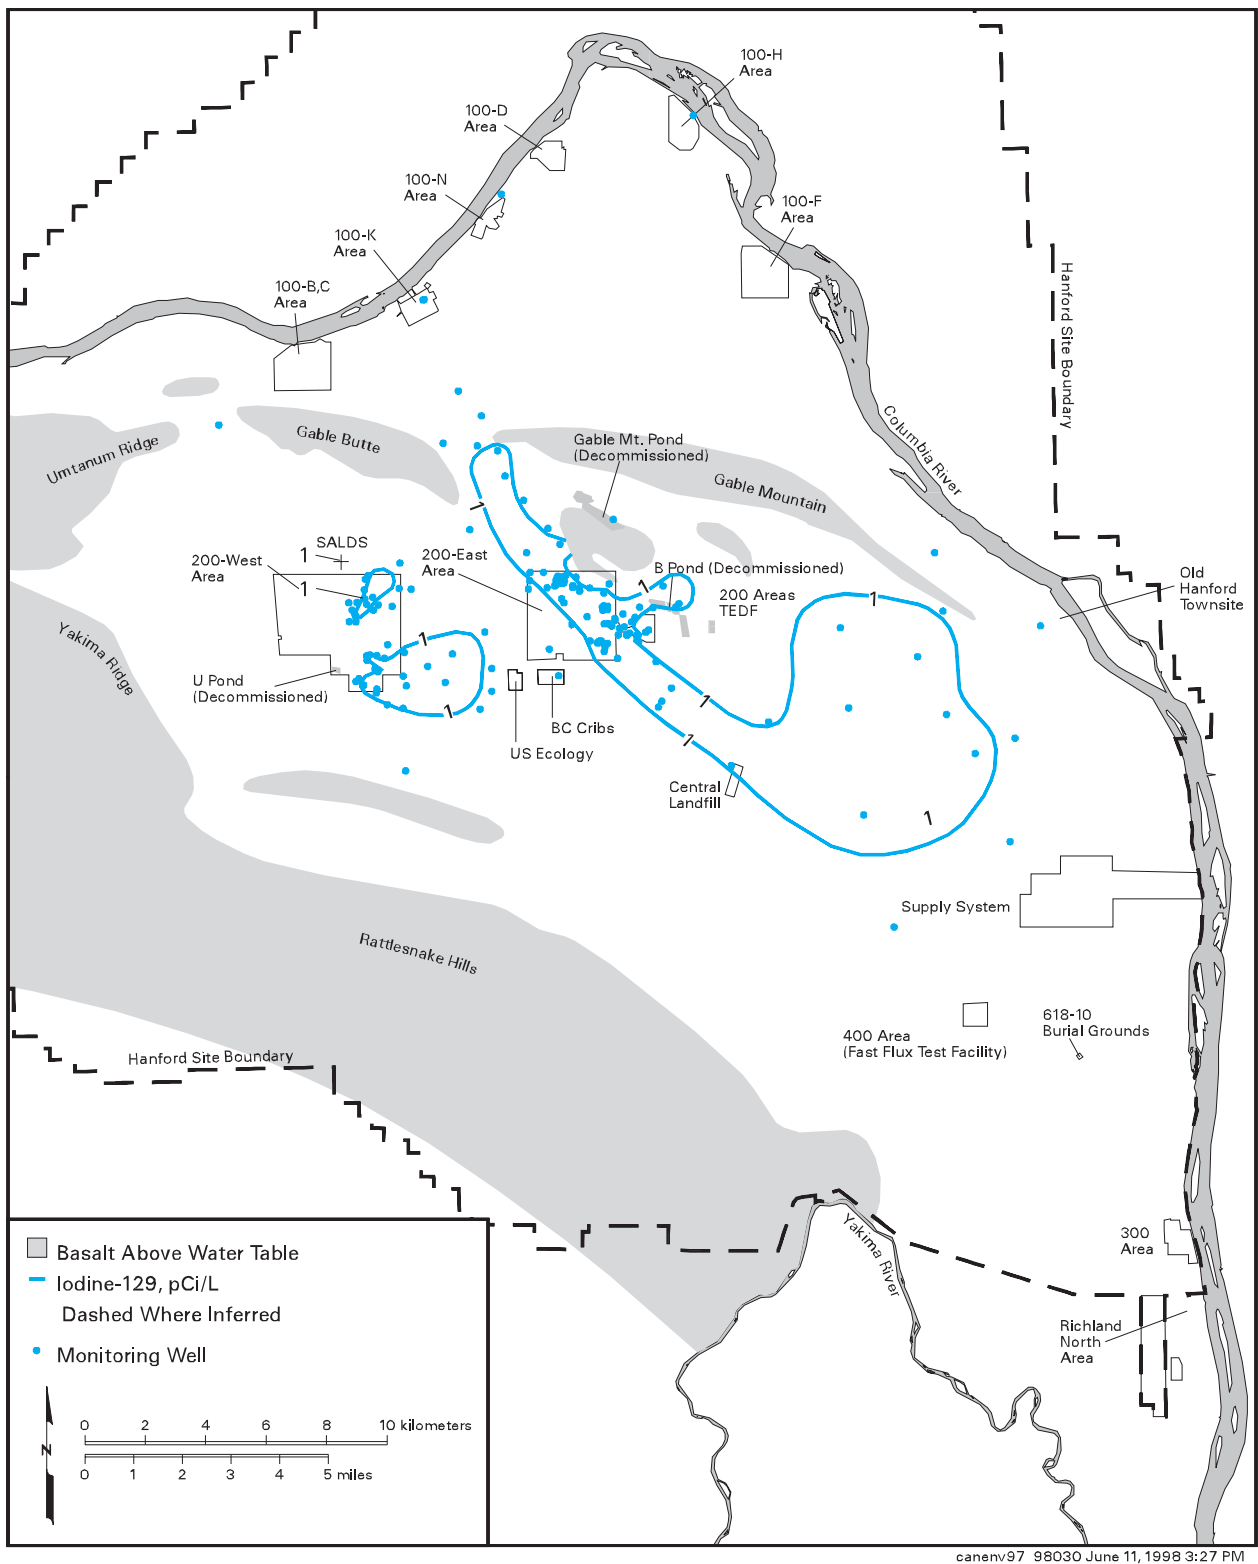 100-H
Area
100-D
Area
100-N
Area
100-F
Area
100-K
Area
100-B,C
Area
Hanford Site Boundary
Columbia River
Umtanum Ridge
Gable Butte
Gable Mt. Pond
(Decommissioned)
Gable Mountain
1
SALDS
1
200-West
Area
1
200-East
Area
B Pond (Decommissioned)
1
200 Areas
TEDF
1
Old
Hanford
Townsite
Yakima Ridge
1
U Pond
(Decommissioned)
1
1
1
BC Cribs
US Ecology
Central
Landfill
1
Supply System
Rattlesnake Hills
400 Area
(Fast Flux Test Facility)
618-10
Burial Grounds
Hanford Site Boundary
Yakima River
300
Area
Richland
North
Area
Basalt Above Water Table
Iodine-129, pCi/L
Dashed Where Inferred
Monitoring Well
N
0 2 4 6 8 10 kilometers
0 1 2 3 4 5 miles
canenv97 98030 June 11, 1998 3:27 PM